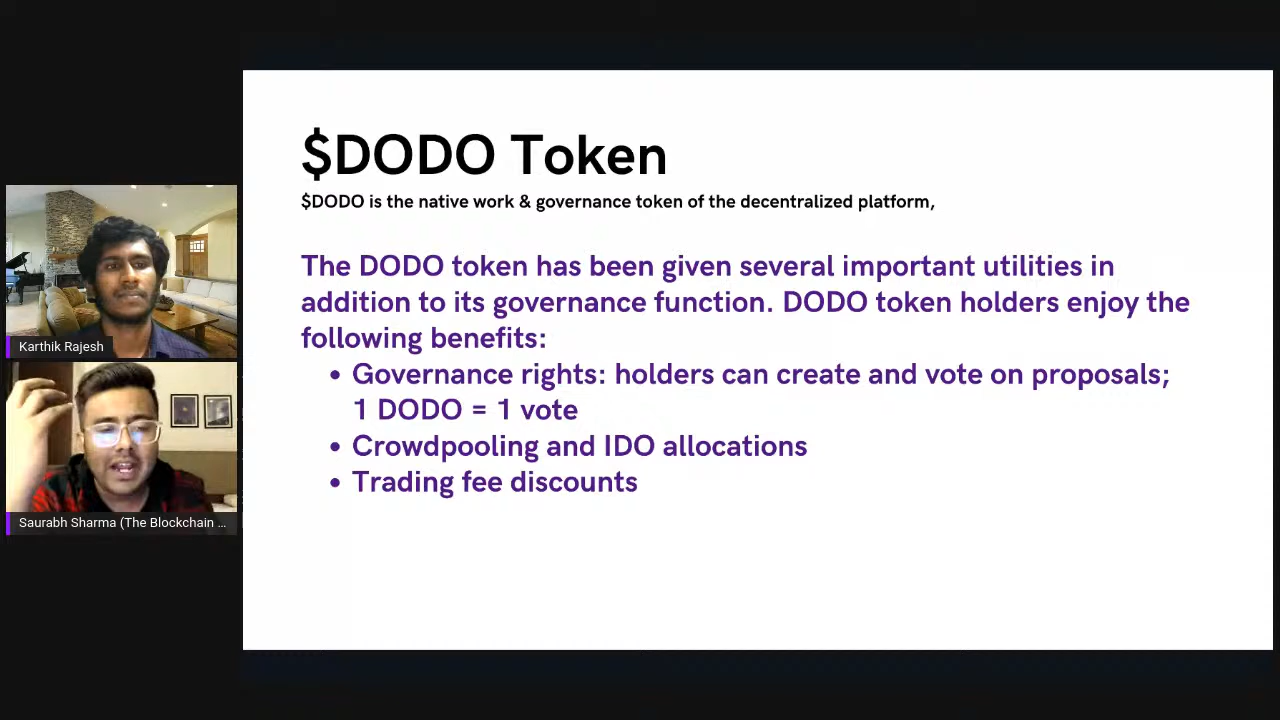 $DODO Token
$DODO is the native work & governance token of the decentralized platform,
The DODO token has been given several important utilities in
addition to its governance function. DODO token holders enjoy the
following benefits:
• Governance rights: holders can create and vote on proposals;
1 DODO = 1 vote
• Crowdpooling and IDO allocations
• Trading fee discounts
Karthik Rajesh
Saurabh Sharma (The Blockchain ...